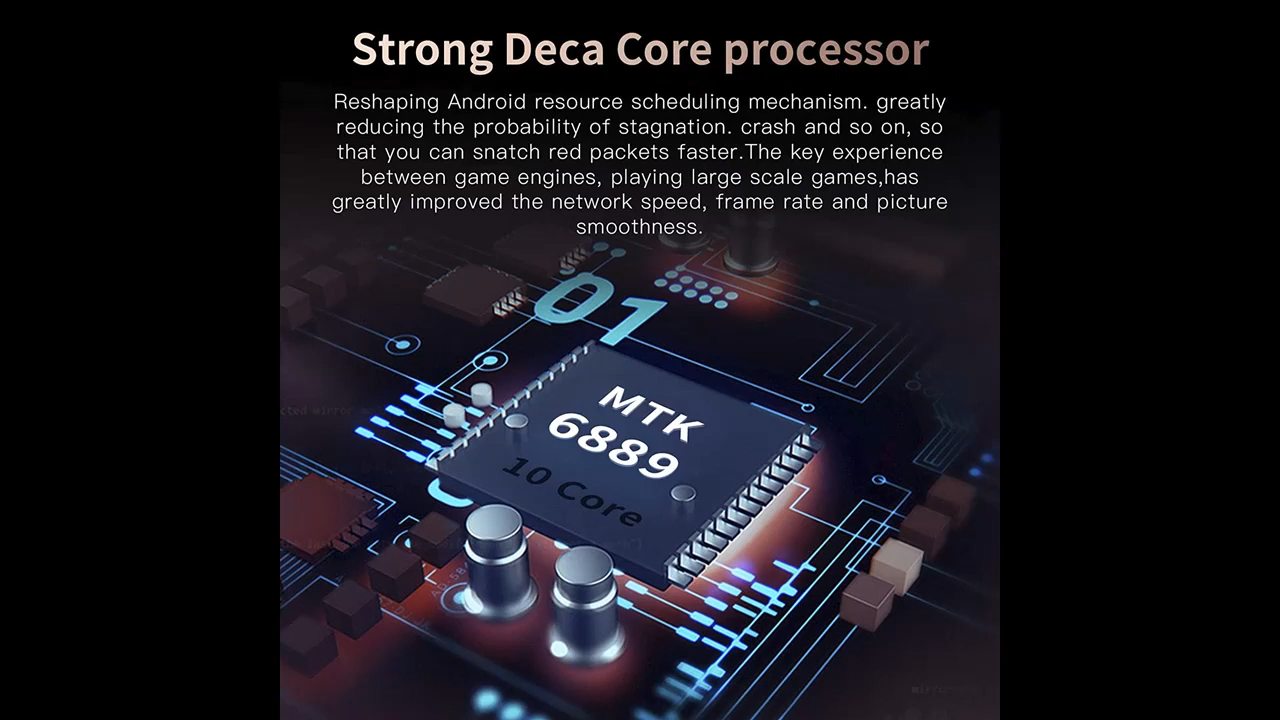 Strong Deca Core processor
Reshaping Android resource scheduling mechanism. greatly
reducing the probability of stagnation. crash and so on, so
that you can snatch red packets faster.The key experience
between game engines, playing large scale games,has
greatly improved the network speed, frame rate and picture
smoothness.
01
MTK
6889
10 Core